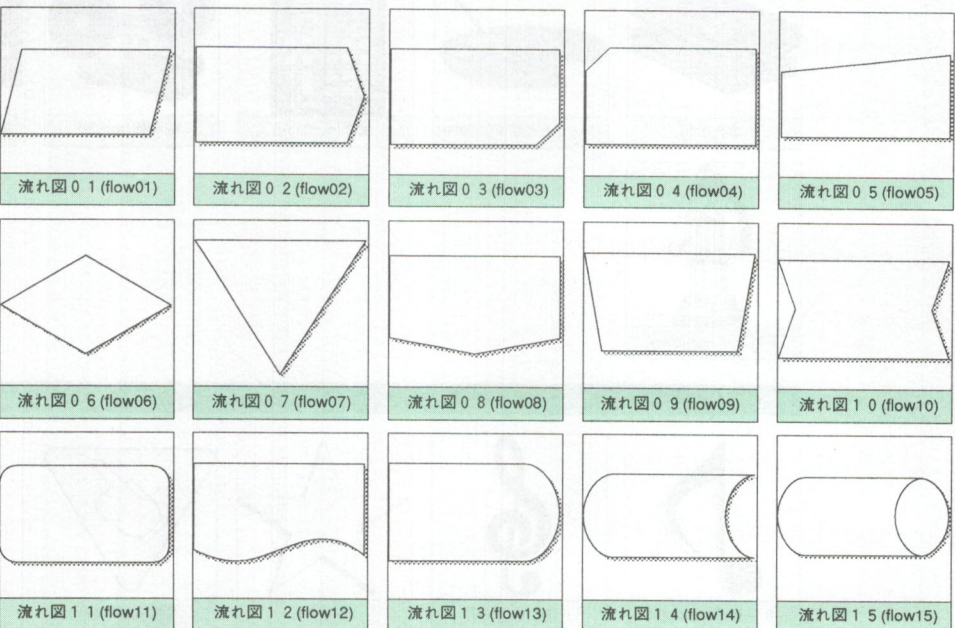 流れ図０１(flow01)
流れ図０２(flow02)
流れ図０３(flow03)
流れ図０４(flow04)
流れ図０５(flow05)
流れ図０６(flow06)
流れ図０７(flow07)
流れ図０８(flow08)
流れ図０９(flow09)
流れ図１０(flow10)
流れ図１１(flow11)
流れ図１２(flow12)
流れ図１３(flow13)
流れ図１４(flow14)
流れ図１５(flow15)